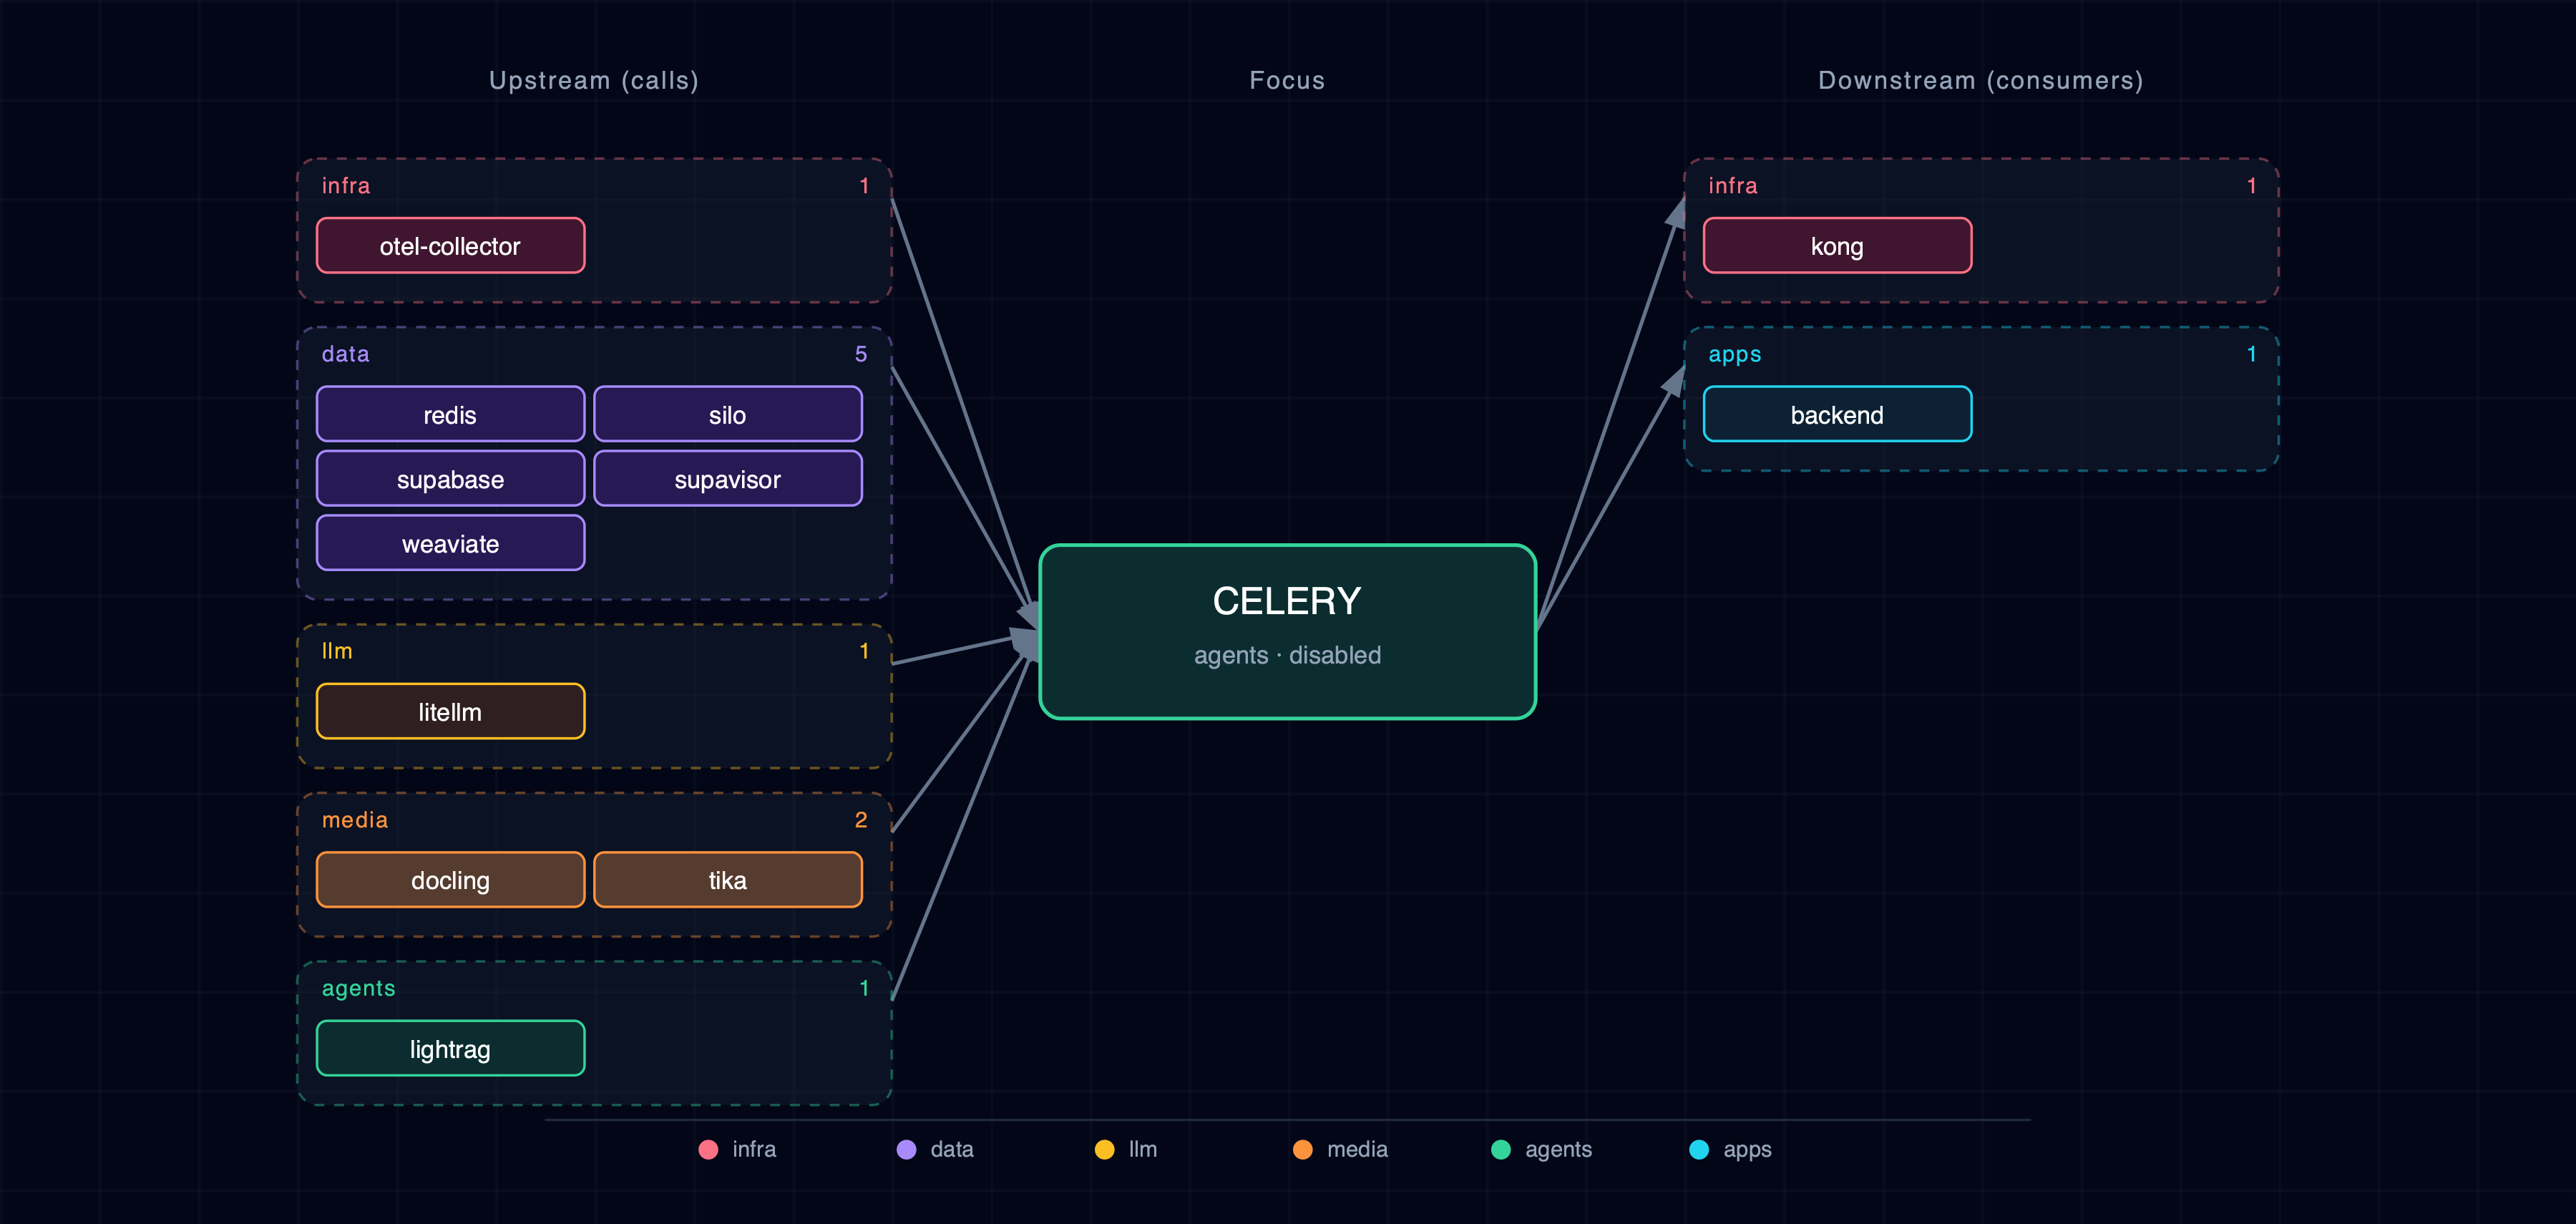 Upstream (calls)
Focus
Downstream (consumers)
infra 1
otel-collector
data 5
redis silo
supabase supavisor
weaviate
llm 1
litellm
media 2
docling tika
agents 1
lightrag
CELERY
agents · disabled
infra 1
kong
apps 1
backend
infra data llm media agents apps